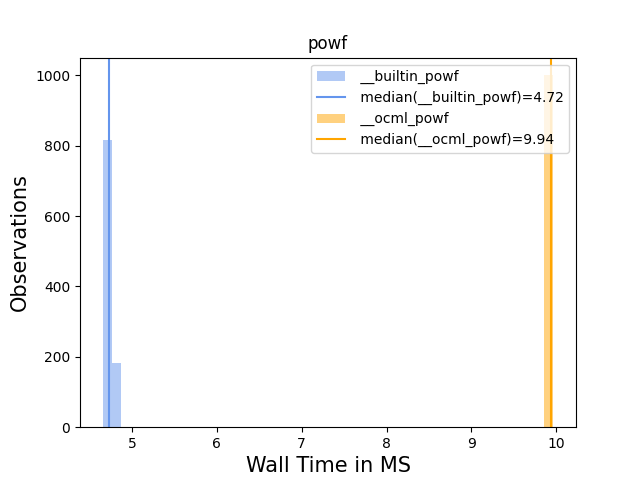 powf
1000
800
600
400
200
0
Observations
__builtin_powf
median(__builtin_powf)=4.72
__ocml_powf
median(__ocml_powf)=9.94
5 6 7 8 9 10
Wall Time in MS